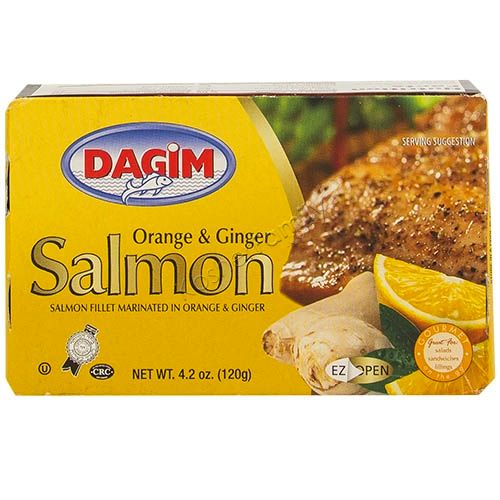 DAGIM
SERVING SUGGESTION
Orange & Ginger
Salmon
SALMON FILLET MARINATED IN ORANGE & GINGER
GOURMET
Great For:
salads
sandwiches
fillings
U
CRC
NET WT. 4.2 oz. (120g)
EZ OPEN